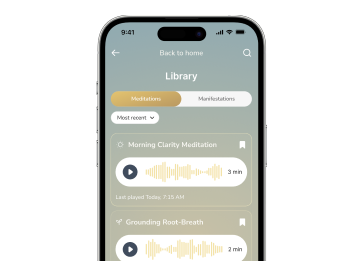 9:41
Back to home
Library
Meditations
Manifestations
Most recent
Morning Clarity Meditation
3 min
Last played Today, 7:15 AM
Grounding Root-Breath
2 min